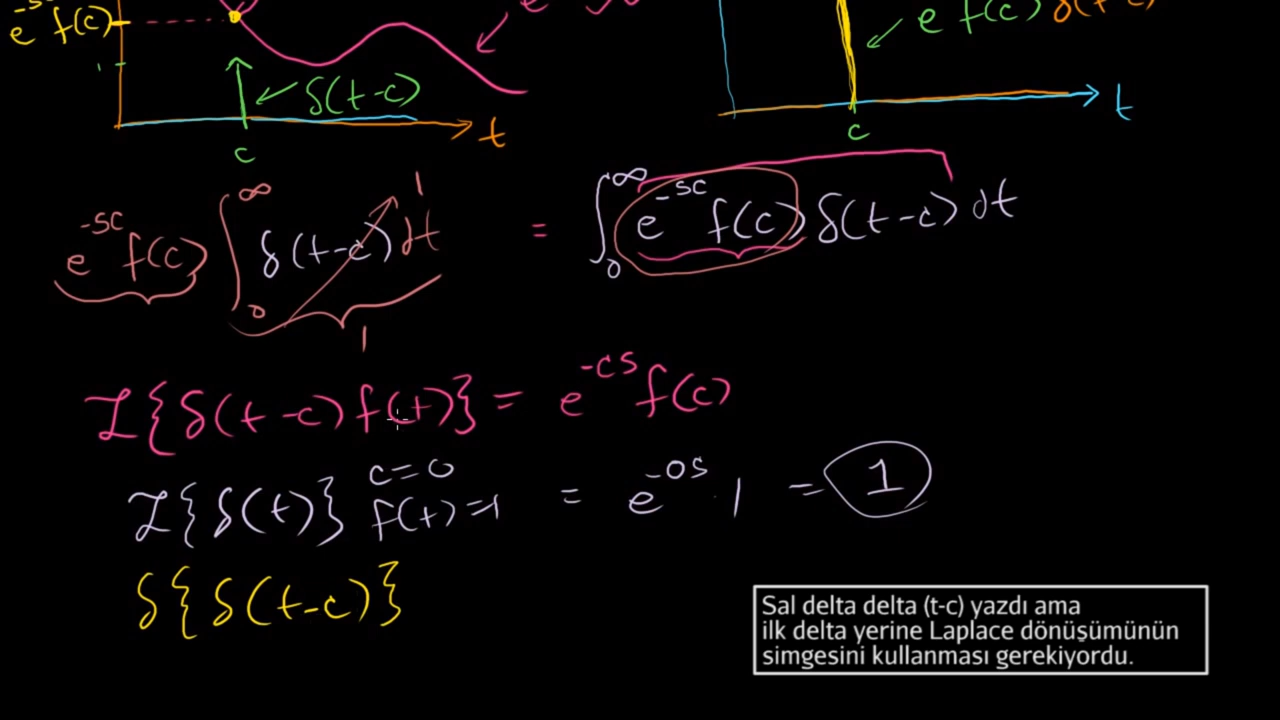 e^-sc f(c)
δ(t-c)
t
c
e f(c) δ(t-c)
t
c
e^-sc f(c) ∫_0^∞ δ(t-c) dt 1 = ∫_0^∞ e^-sc f(c) δ(t-c) dt
1
ℒ{δ(t-c) f(t)} = e^-cs f(c)
ℒ{δ(t)} c=0 f(t)=1 = e^-0s · 1 = 1
δ{δ(t-c)}
Sal delta delta (t-c) yazdı ama
ilk delta yerine Laplace dönüşümünün
simgesini kullanması gerekiyordu.